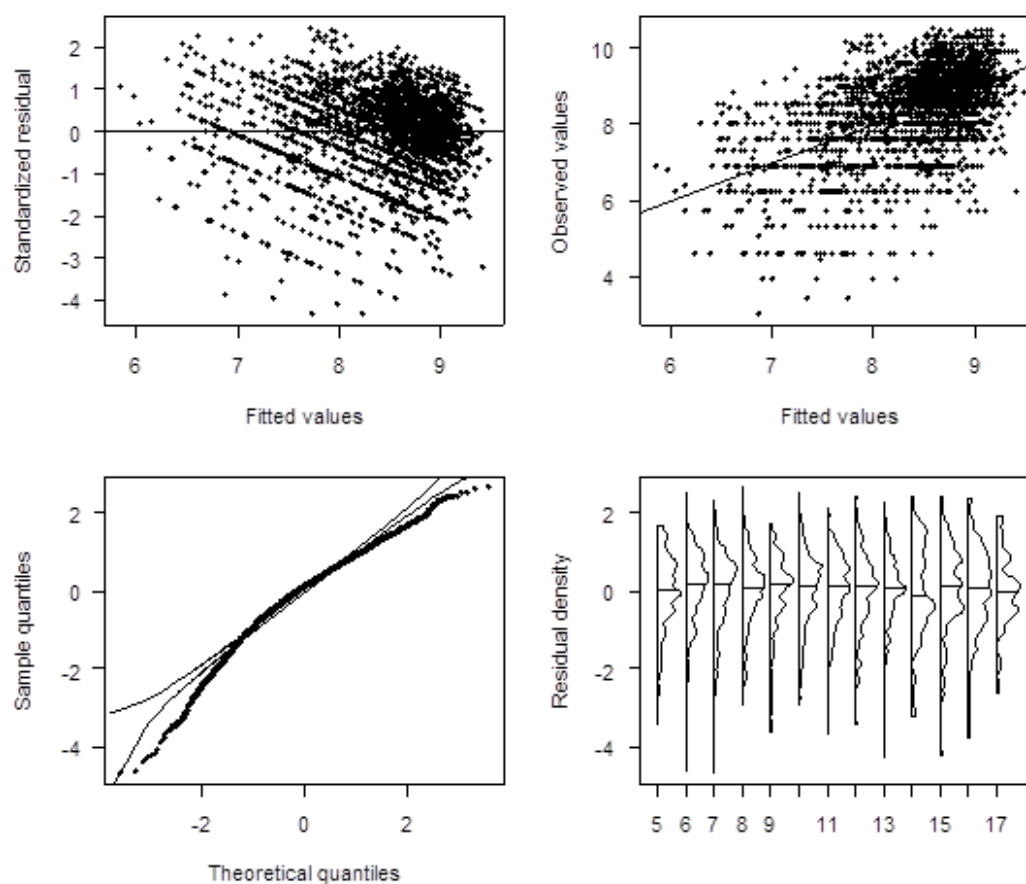 Standardized residual
2
1
0
-1
-2
-3
-4
6 7 8 9
Fitted values
Observed values
10
8
6
4
6 7 8 9
Fitted values
Sample quantiles
2
0
-2
-4
-2 0 2
Theoretical quantiles
Residual density
2
0
-2
-4
5 6 7 8 9 11 13 15 17